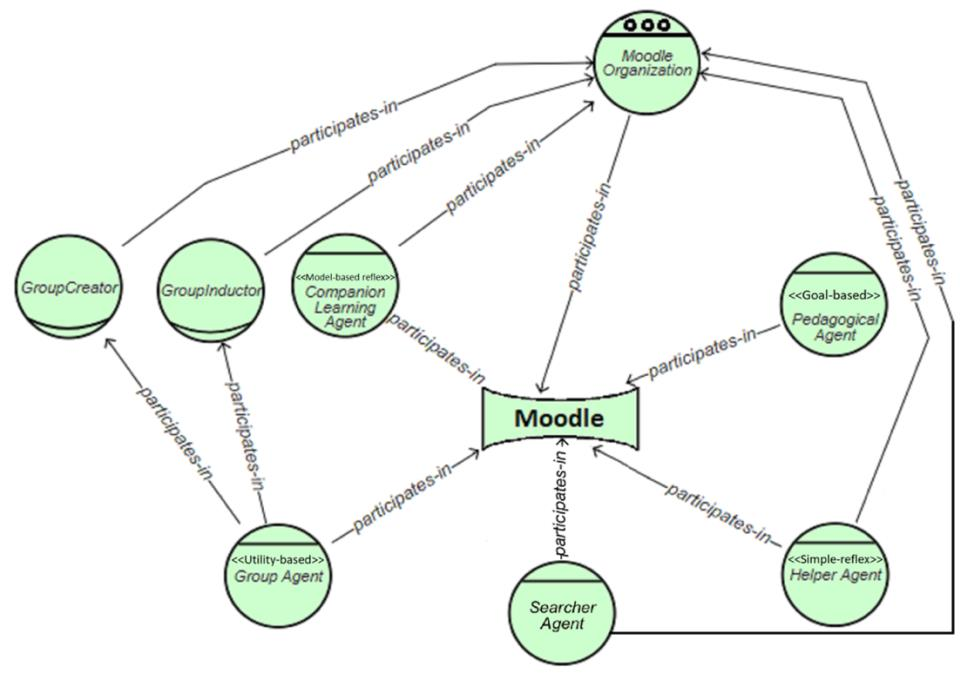 Moodle
Organization
participates-in
participates-in
participates-in
participates-in
participates-in
participates-in
GroupCreator
GroupInductor
<<Model-based reflex>>
Companion
Learning
Agent
<<Goal-based>>
Pedagogical
Agent
participates-in
participates-in
Moodle
participates-in
participates-in
participates-in
participates-in
participates-in
<<Utility-based>>
Group Agent
<<Simple-reflex>>
Helper Agent
Searcher
Agent